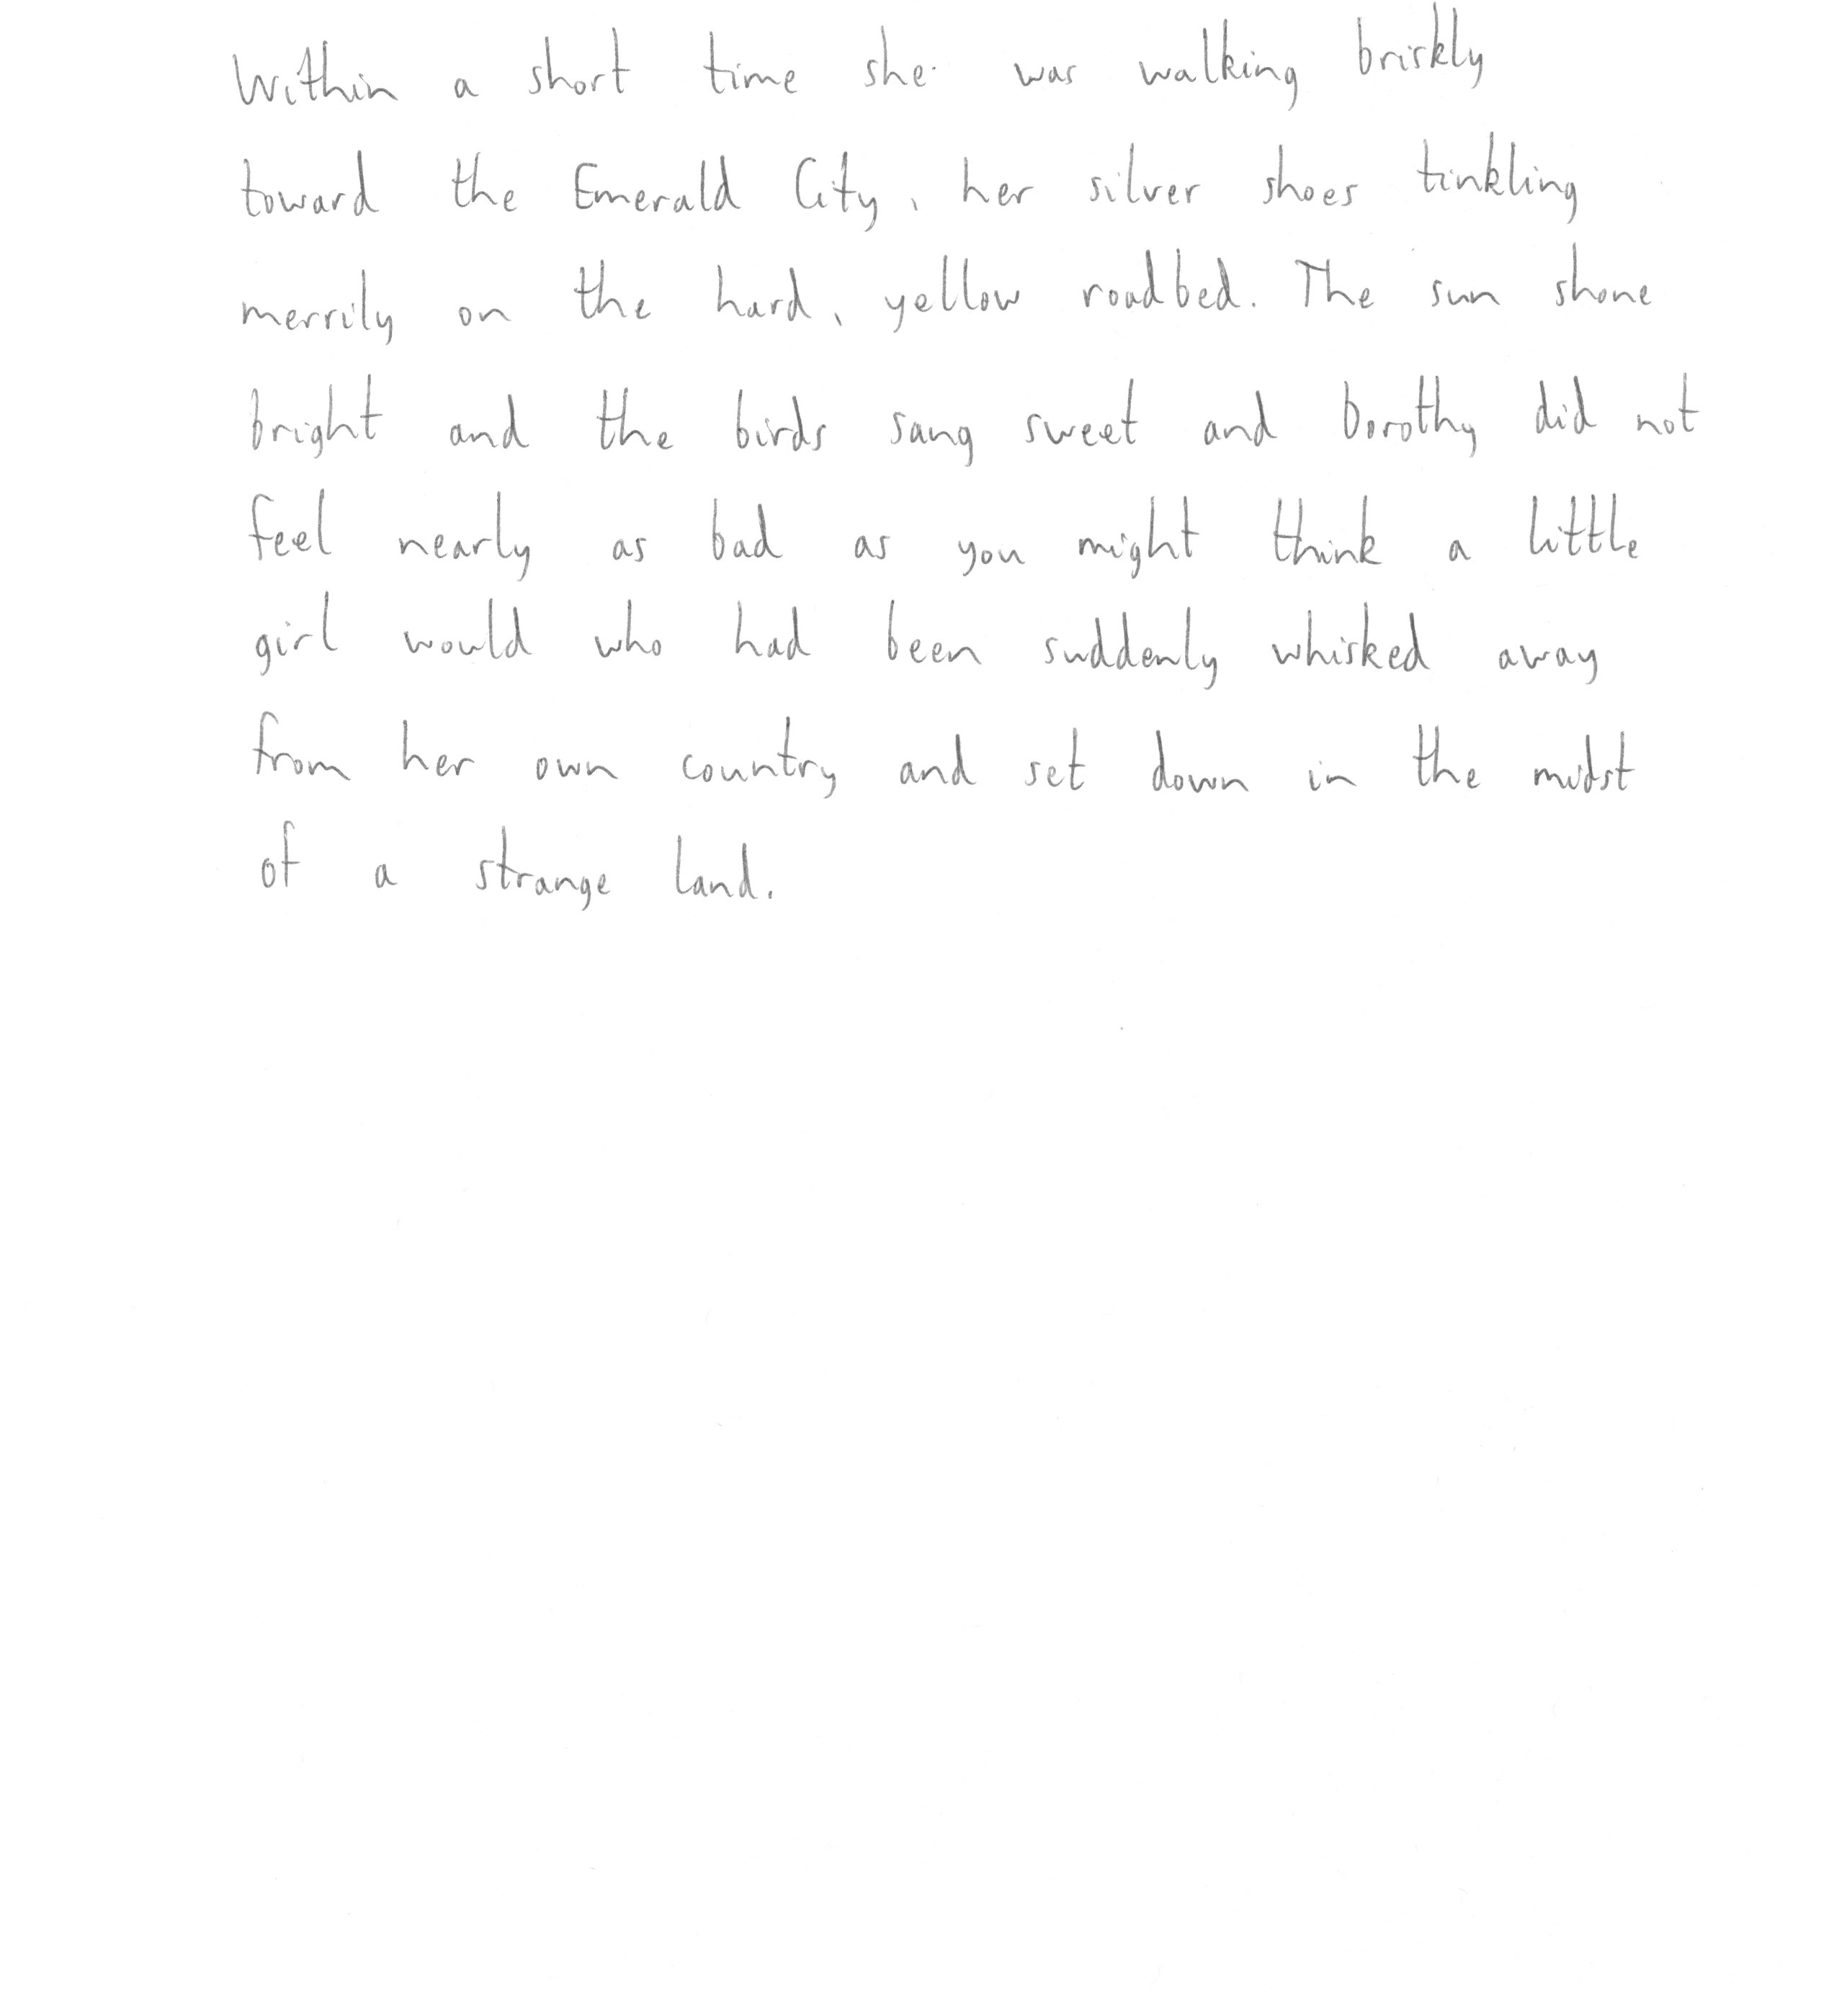 Within a short time she was walking briskly
toward the Emerald City, her silver shoes tinkling
merrily on the hard, yellow roadbed. The sun shone
bright and the birds sang sweet and Dorothy did not
feel nearly as bad as you might think a little
girl would who had been suddenly whisked away
from her own country and set down in the midst
of a strange land.